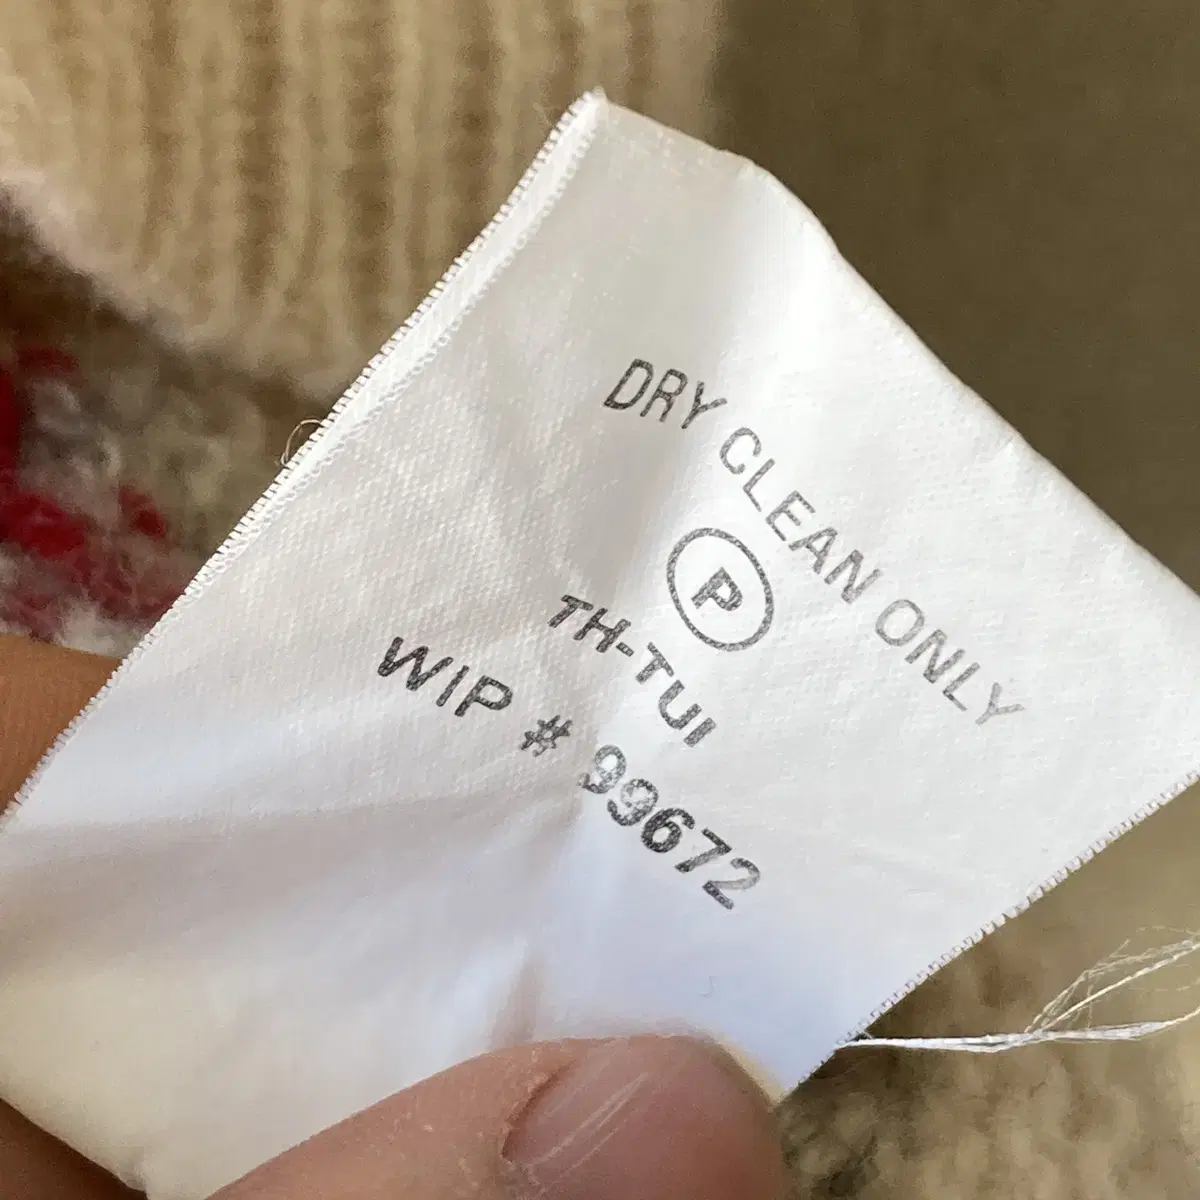 DRY CLEAN ONLY
P
TH-TUI
WIP # 99672